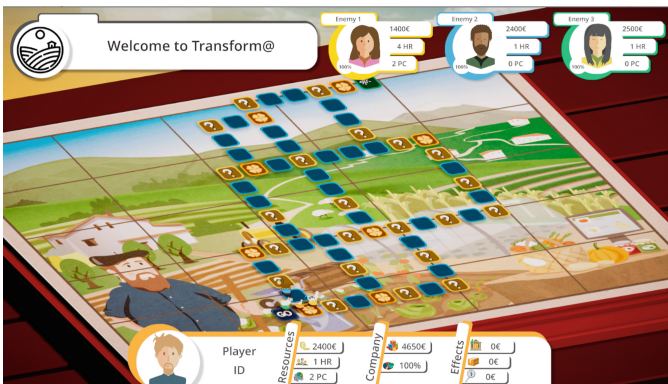 Welcome to Transform@
Enemy 1
1400€
4 HR
2 PC
100%
Enemy 2
2400€
1 HR
0 PC
100%
Enemy 3
2500€
1 HR
0 PC
100%
Player
ID
Resources
2400€
1 HR
2 PC
Company
4650€
100%
Effects
0€
0€
0€